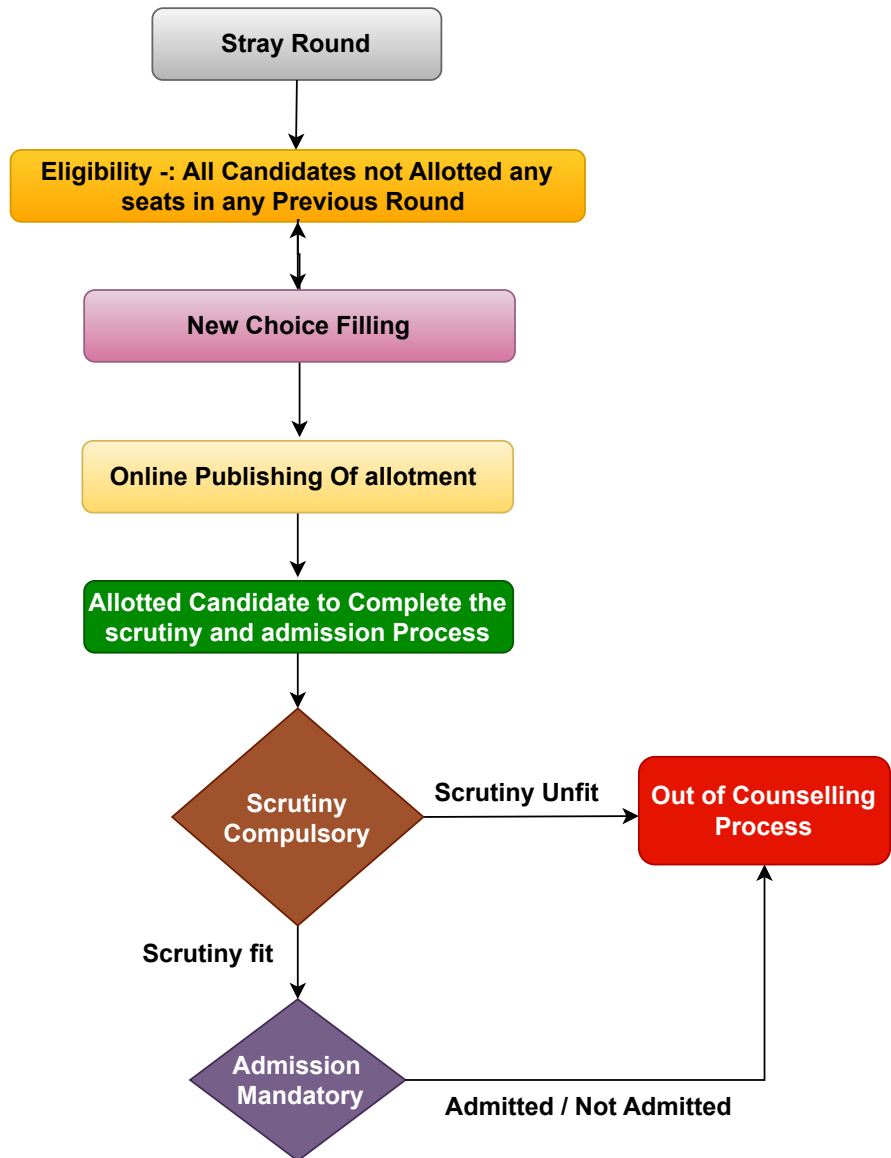 Stray Round
Eligibility -: All Candidates not Allotted any
seats in any Previous Round
New Choice Filling
Online Publishing Of allotment
Allotted Candidate to Complete the
scrutiny and admission Process
Scrutiny
Compulsory
Scrutiny Unfit
Out of Counselling
Process
Scrutiny fit
Admission
Mandatory
Admitted / Not Admitted